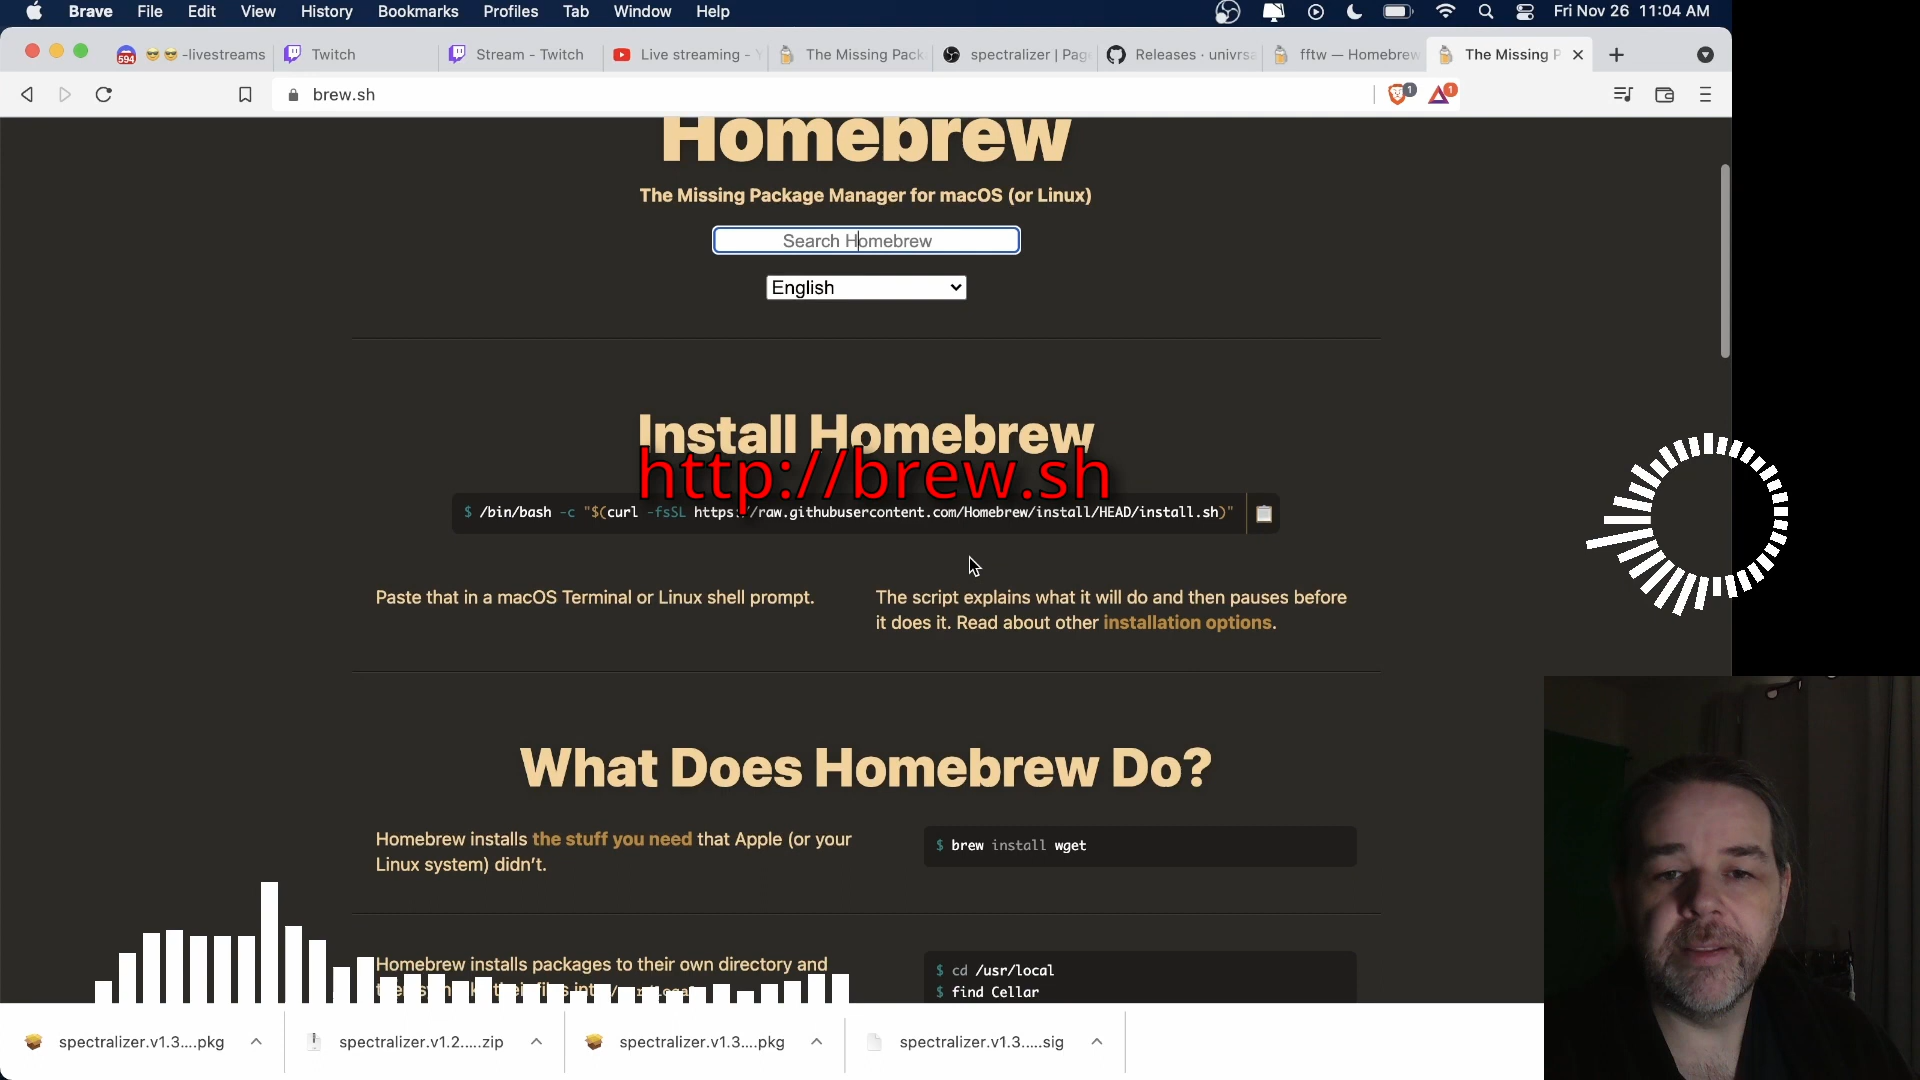 Brave File Edit View History Bookmarks Profiles Tab Window Help Fri Nov 26 11:04 AM
594 -livestreams Twitch Stream - Twitch Live streaming - The Missing Pack spectralizer | Pag Releases · univrsa fftw — Homebrew The Missing P
brew.sh 1 1
Homebrew
The Missing Package Manager for macOS (or Linux)
Search Homebrew
English
Install Homebrew
http://brew.sh
$ /bin/bash -c "$(curl -fsSL https://raw.githubusercontent.com/Homebrew/install/HEAD/install.sh)"
Paste that in a macOS Terminal or Linux shell prompt.
The script explains what it will do and then pauses before
it does it. Read about other installation options.
What Does Homebrew Do?
Homebrew installs the stuff you need that Apple (or your
Linux system) didn't.
$ brew install wget
Homebrew installs packages to their own directory and
$ cd /usr/local
$ find Cellar
spectralizer.v1.3....pkg spectralizer.v1.2.....zip spectralizer.v1.3....pkg spectralizer.v1.3.....sig